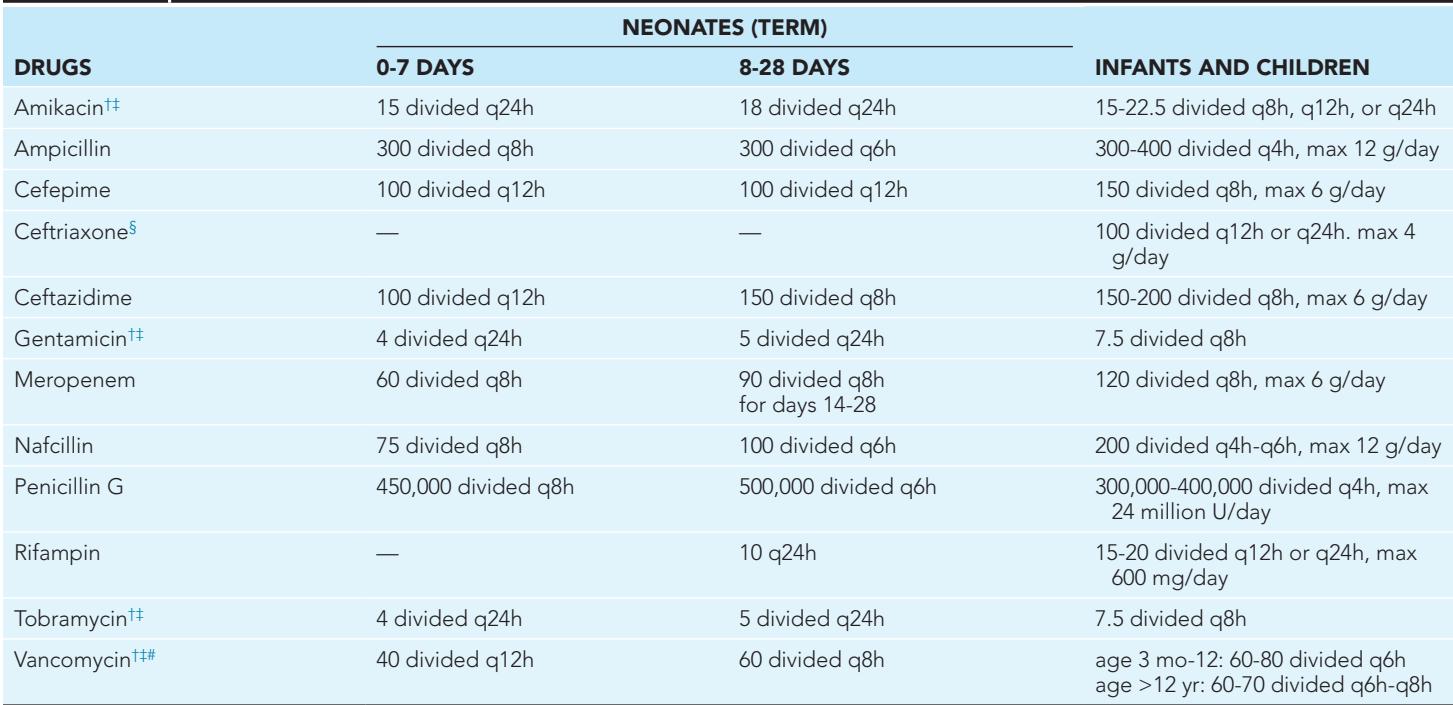 NEONATES (TERM)
DRUGS 0-7 DAYS 8-28 DAYS INFANTS AND CHILDREN
Amikacin†‡ 15 divided q24h 18 divided q24h 15-22.5 divided q8h, q12h, or q24h
Ampicillin 300 divided q8h 300 divided q6h 300-400 divided q4h, max 12 g/day
Cefepime 100 divided q12h 100 divided q12h 150 divided q8h, max 6 g/day
Ceftriaxone§ — — 100 divided q12h or q24h. max 4
g/day
Ceftazidime 100 divided q12h 150 divided q8h 150-200 divided q8h, max 6 g/day
Gentamicin†‡ 4 divided q24h 5 divided q24h 7.5 divided q8h
Meropenem 60 divided q8h 90 divided q8h 120 divided q8h, max 6 g/day
for days 14-28
Nafcillin 75 divided q8h 100 divided q6h 200 divided q4h-q6h, max 12 g/day
Penicillin G 450,000 divided q8h 500,000 divided q6h 300,000-400,000 divided q4h, max
24 million U/day
Rifampin — 10 q24h 15-20 divided q12h or q24h, max
600 mg/day
Tobramycin†‡ 4 divided q24h 5 divided q24h 7.5 divided q8h
Vancomycin†‡# 40 divided q12h 60 divided q8h age 3 mo-12: 60-80 divided q6h
age >12 yr: 60-70 divided q6h-q8h